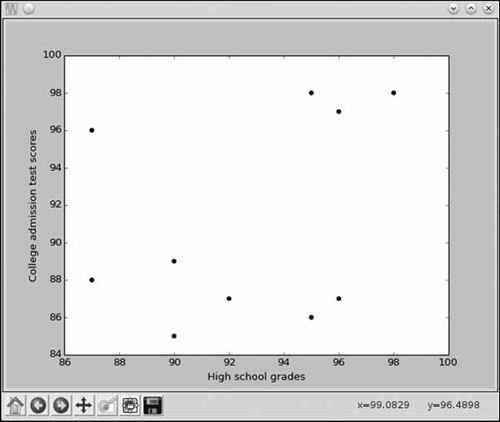 100
98
96
94
92
90
88
86
84
College admission test scores
86 88 90 92 94 96 98 100
High school grades
x=99.0829 y=96.4898